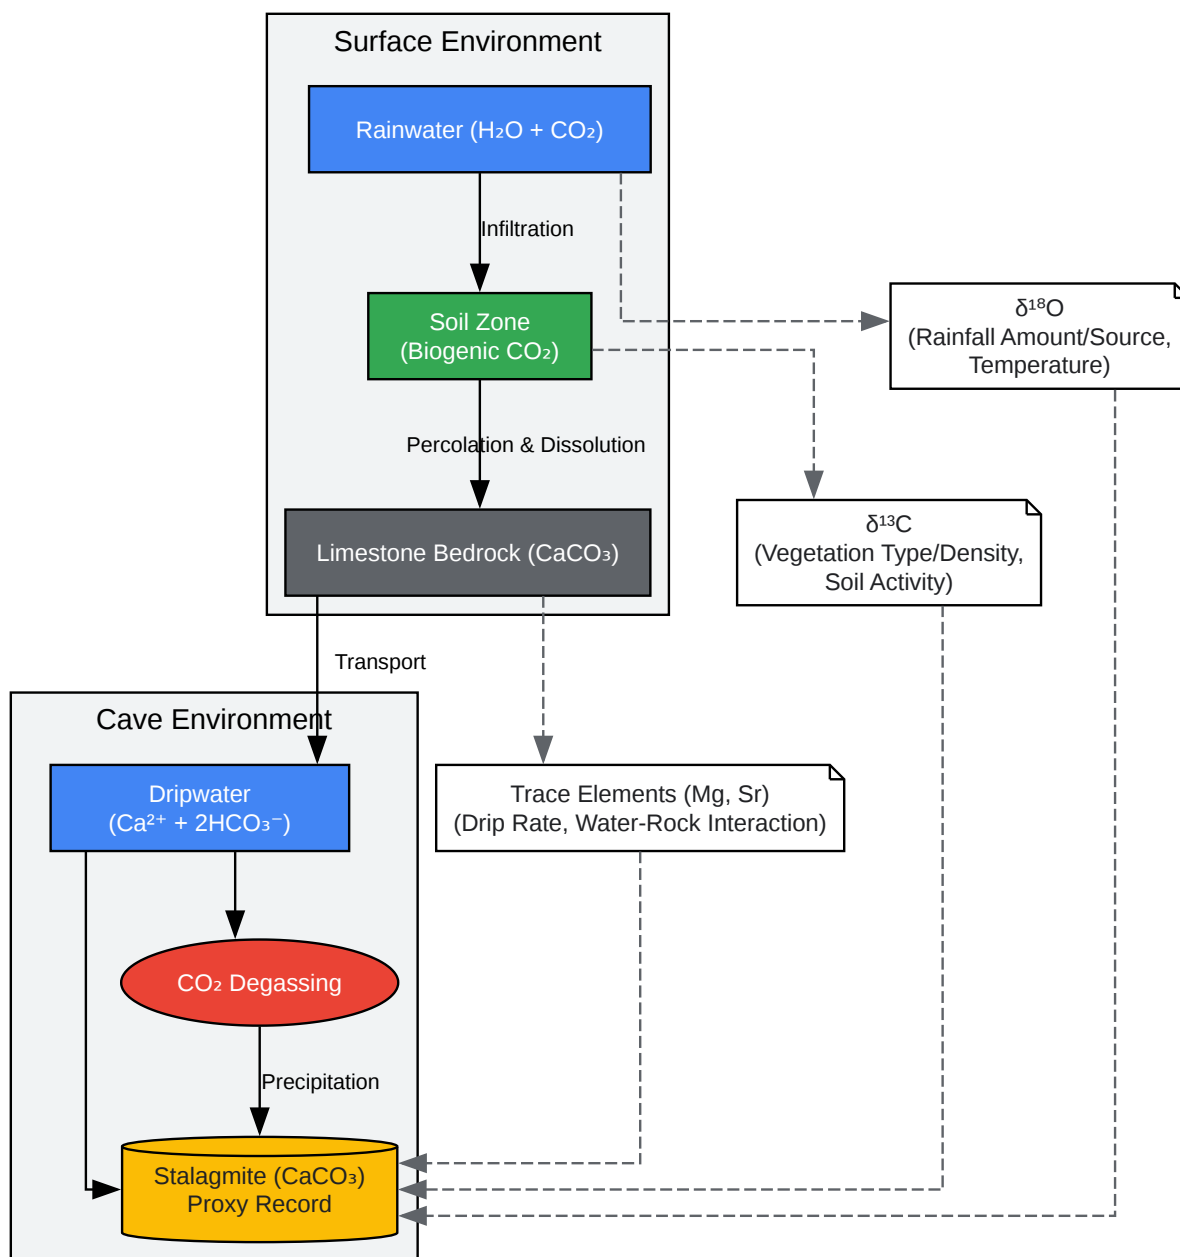 Surface Environment
Rainwater (H₂O + CO₂)
Infiltration
Soil Zone
(Biogenic CO₂)
δ¹⁸O
(Rainfall Amount/Source,
Temperature)
Percolation & Dissolution
Limestone Bedrock (CaCO₃)
δ¹³C
(Vegetation Type/Density,
Soil Activity)
Transport
Cave Environment
Dripwater
(Ca²⁺ + 2HCO₃⁻)
Trace Elements (Mg, Sr)
(Drip Rate, Water-Rock Interaction)
CO₂ Degassing
Precipitation
Stalagmite (CaCO₃)
Proxy Record